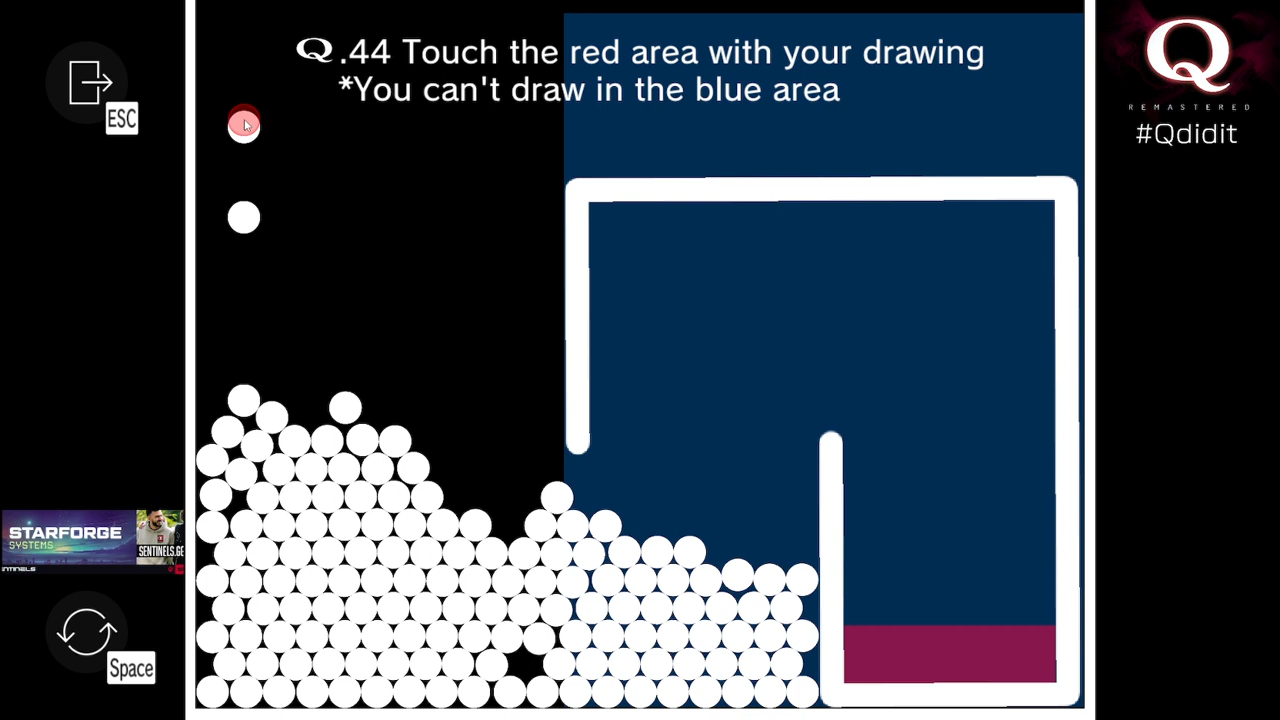 Q.44 Touch the red area with your drawing
*You can't draw in the blue area
ESC
Q
REMASTERED
#Qdidit
STARFORGE
SYSTEMS
SENTINELS.GG
Space